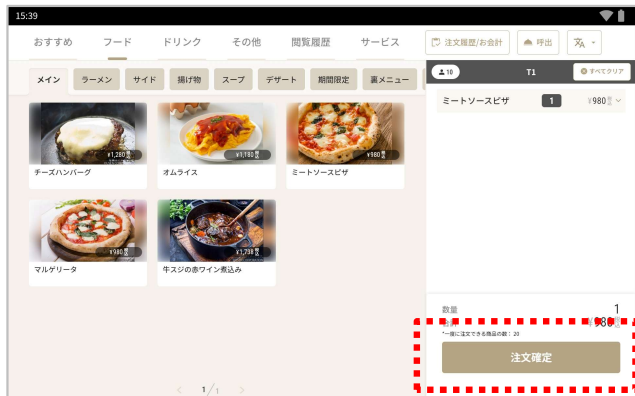 15:39
おすすめ フード ドリンク その他 閲覧履歴 サービス 注文履歴/お会計 呼出
メイン ラーメン サイド 揚げ物 スープ デザート 期間限定 裏メニュー
10 T1 すべてクリア
ミートソースピザ 1 ¥980
¥1,280 ¥1,180 ¥980
チーズハンバーグ オムライス ミートソースピザ
¥980 ¥1,738
マルゲリータ 牛スジの赤ワイン煮込み
数量 1
¥980
*一度に注文できる商品の数: 20
注文確定
1/1